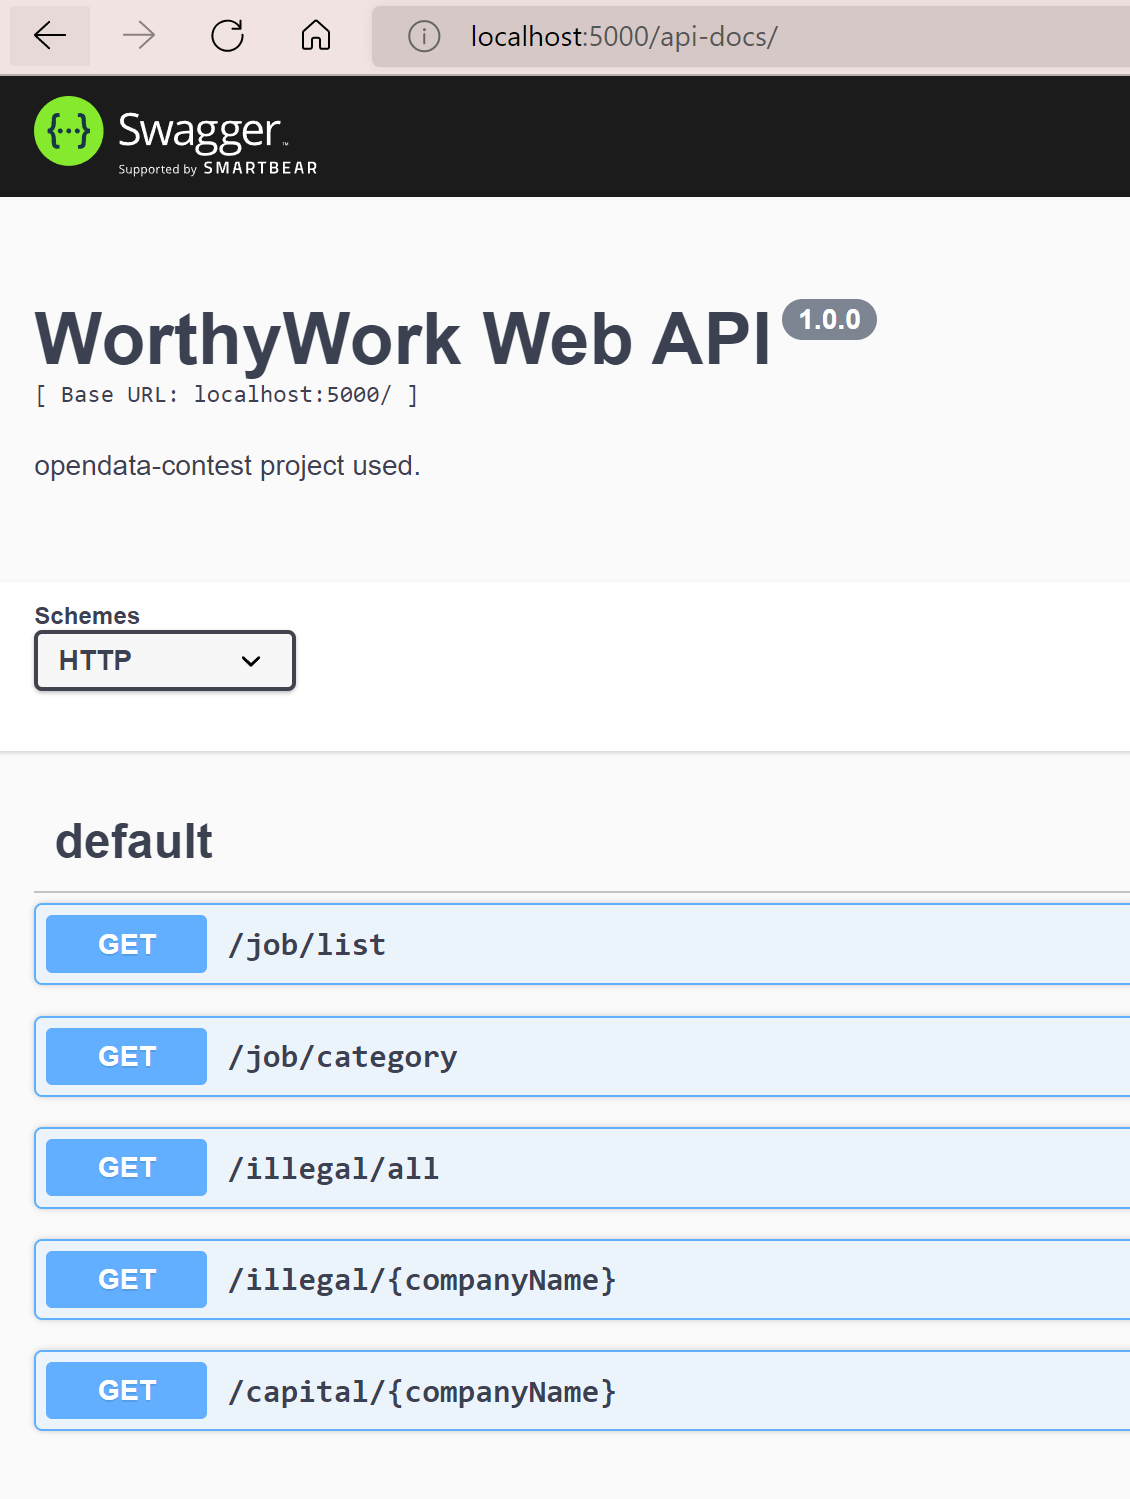 localhost:5000/api-docs/
{...} Swagger™
Supported by SMARTBEAR
WorthyWork Web API 1.0.0
[ Base URL: localhost:5000/ ]
opendata-contest project used.
Schemes
HTTP
default
GET /job/list
GET /job/category
GET /illegal/all
GET /illegal/{companyName}
GET /capital/{companyName}